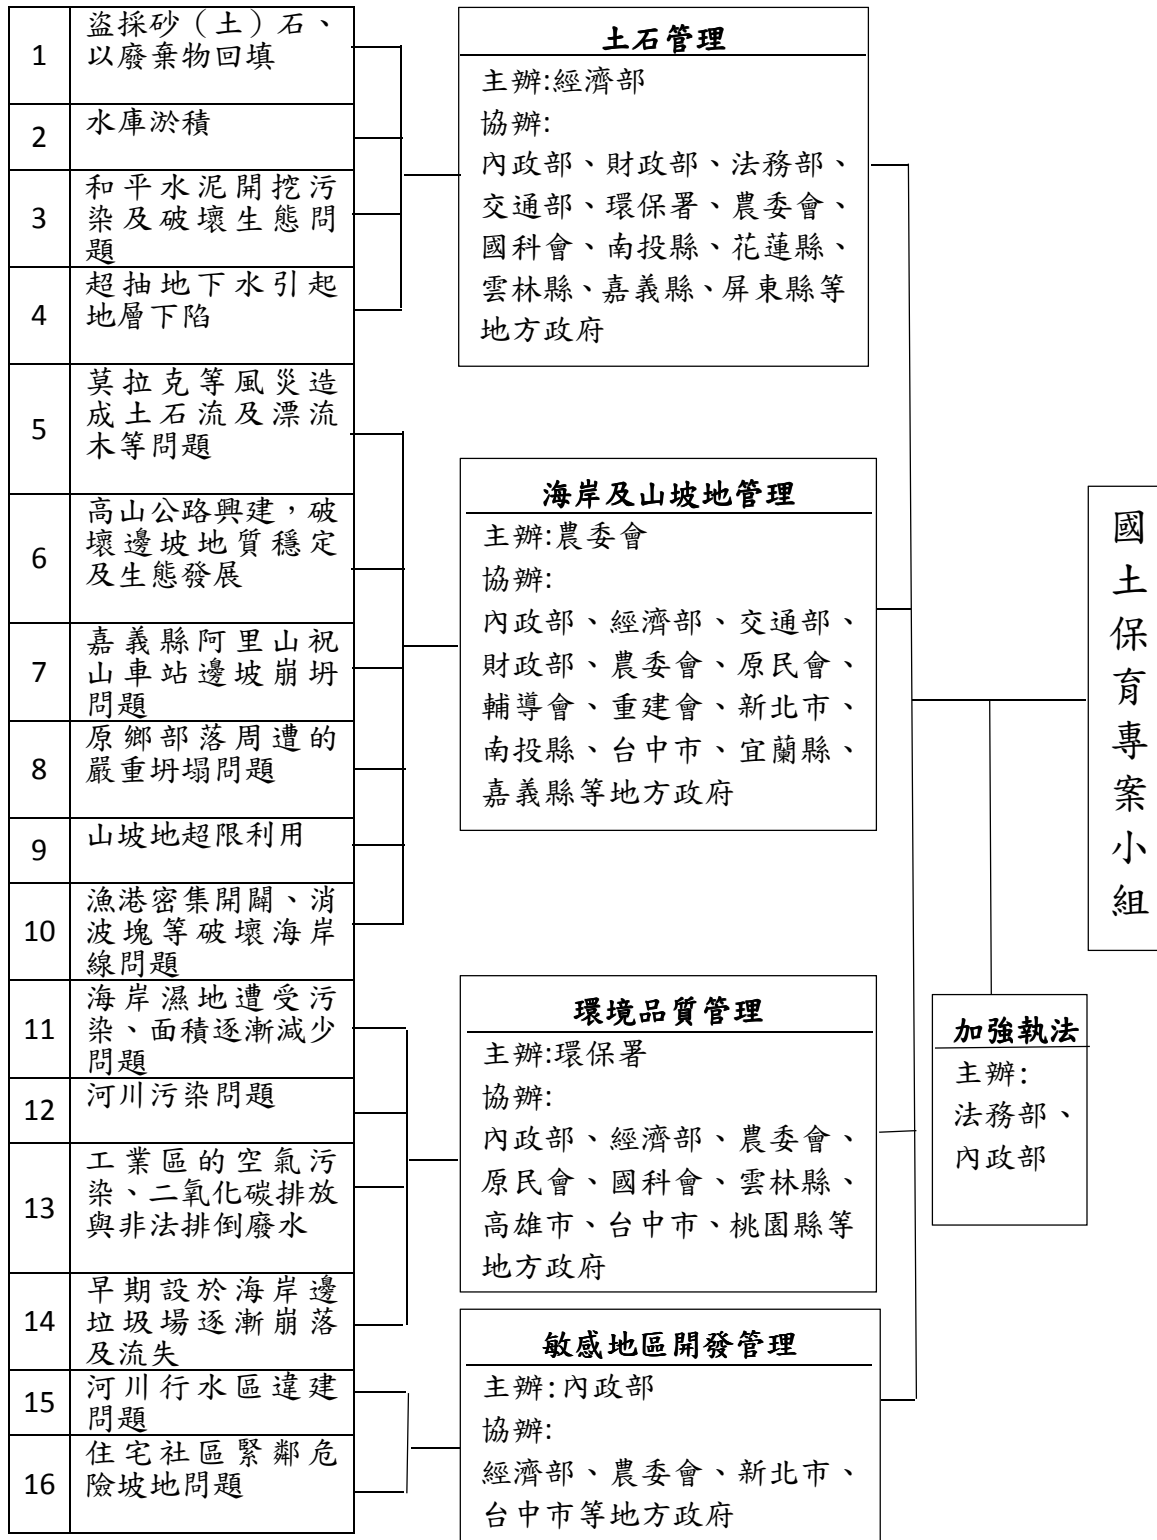 1
盜採砂（土）石、
以廢棄物回填
2
水庫淤積
3
和平水泥開挖污
染及破壞生態問
題
4
超抽地下水引起
地層下陷
5
莫拉克等風災造
成土石流及漂流
木等問題
6
高山公路興建，破
壞邊坡地質穩定
及生態發展
7
嘉義縣阿里山祝
山車站邊坡崩坍
問題
8
原鄉部落周遭的
嚴重坍塌問題
9
山坡地超限利用
10
漁港密集開闢、消
波塊等破壞海岸
線問題
11
海岸濕地遭受污
染、面積逐漸減少
問題
12
河川污染問題
13
工業區的空氣污
染、二氧化碳排放
與非法排倒廢水
14
早期設於海岸邊
垃圾場逐漸崩落
及流失
15
河川行水區違建
問題
16
住宅社區緊鄰危
險坡地問題
土石管理
主辦:經濟部
協辦:
內政部、財政部、法務部、
交通部、環保署、農委會、
國科會、南投縣、花蓮縣、
雲林縣、嘉義縣、屏東縣等
地方政府
海岸及山坡地管理
主辦:農委會
協辦:
內政部、經濟部、交通部、
財政部、農委會、原民會、
輔導會、重建會、新北市、
南投縣、台中市、宜蘭縣、
嘉義縣等地方政府
環境品質管理
主辦:環保署
協辦:
內政部、經濟部、農委會、
原民會、國科會、雲林縣、
高雄市、台中市、桃園縣等
地方政府
敏感地區開發管理
主辦:內政部
協辦:
經濟部、農委會、新北市、
台中市等地方政府
加強執法
主辦:
法務部、
內政部
國土保育專案小組